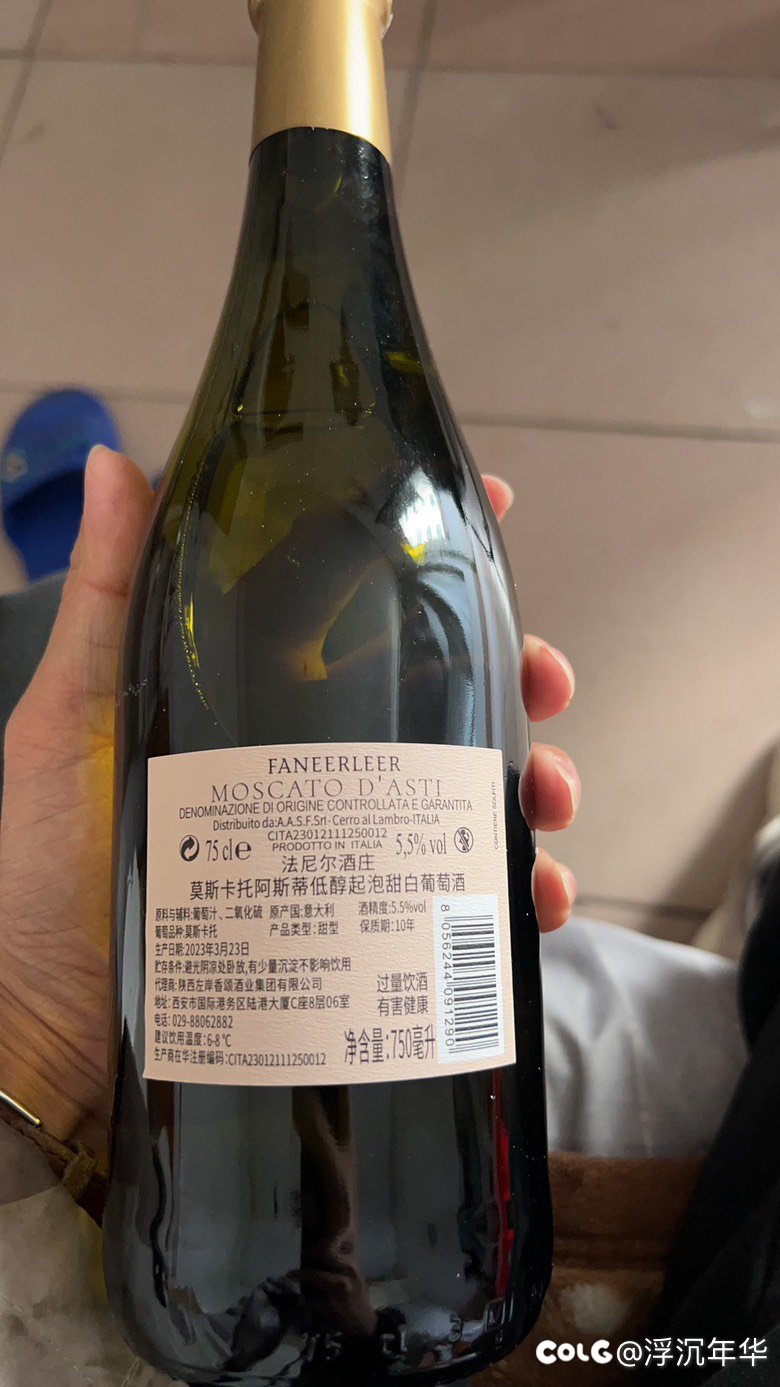 FANEERLEER
MOSCATO D'ASTI
DENOMINAZIONE DI ORIGINE CONTROLLATA E GARANTITA
Distribuito da:A.A.S.F.Srl- Cerro al Lambro-ITALIA
CITA23012111250012
PRODOTTO IN ITALIA
75 cl e
5,5% vol
CONTIENE SOLFITI
法尼尔酒庄
莫斯卡托阿斯蒂低醇起泡甜白葡萄酒
原料与辅料:葡萄汁、二氧化硫 原产国:意大利 酒精度:5.5%vol
葡萄品种:莫斯卡托 产品类型:甜型 保质期:10年
生产日期:2023年3月23日
贮存条件:避光阴凉处卧放,有少量沉淀不影响饮用
代理商:陕西左岸香颂酒业集团有限公司
地址:西安市国际港务区陆港大厦C座8层06室
电话:029-88062882
建议饮用温度:6-8℃
生产商在华注册编码:CITA23012111250012
过量饮酒
有害健康
净含量:750毫升
8 056244 091290
75 cl
COLG @浮沉年华